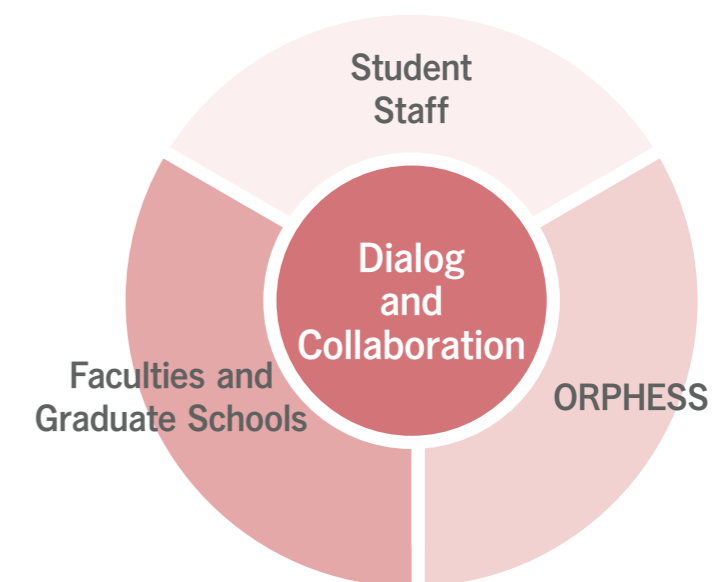 Student
Staff
Dialog
and
Collaboration
Faculties and
Graduate Schools
ORPHESS